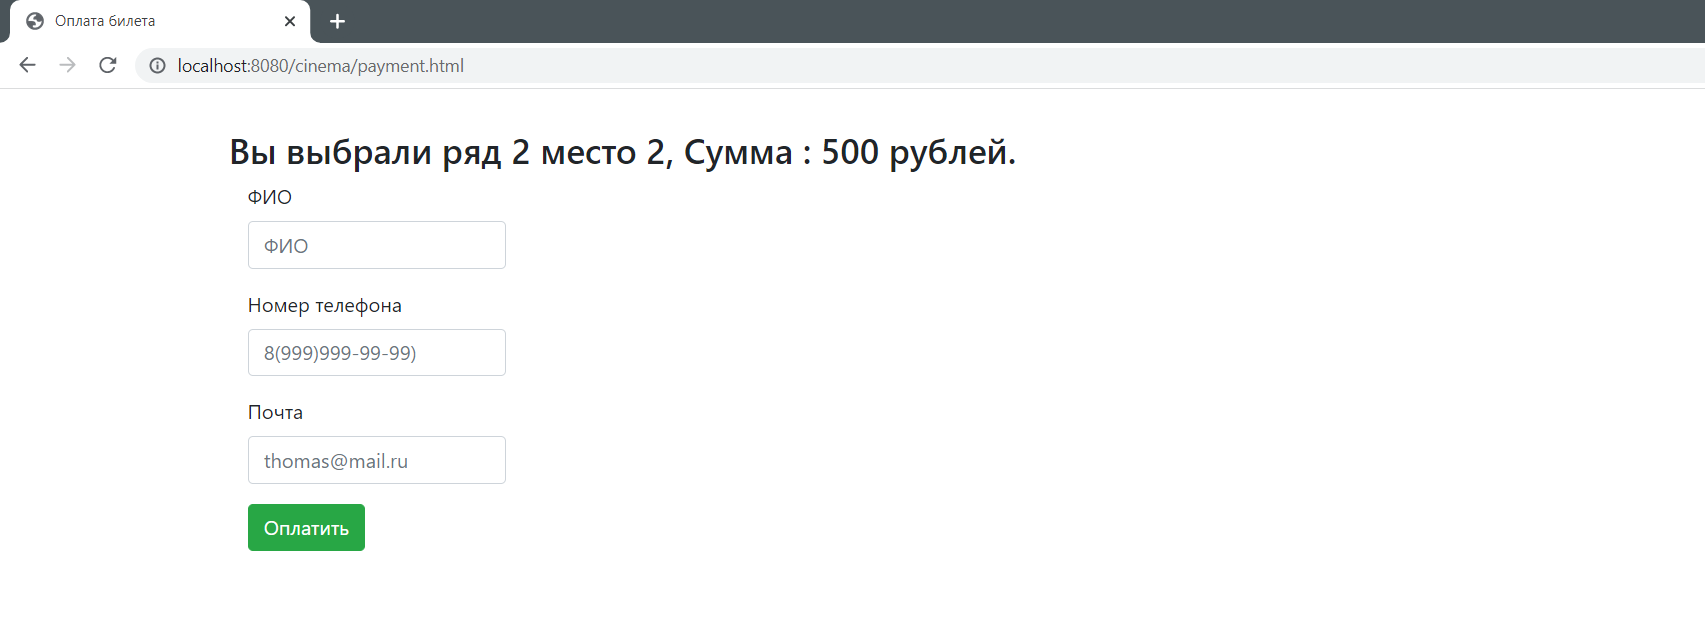 Оплата билета
localhost:8080/cinema/payment.html
Вы выбрали ряд 2 место 2, Сумма : 500 рублей.
ФИО
ФИО
Номер телефона
8(999)999-99-99)
Почта
thomas@mail.ru
Оплатить